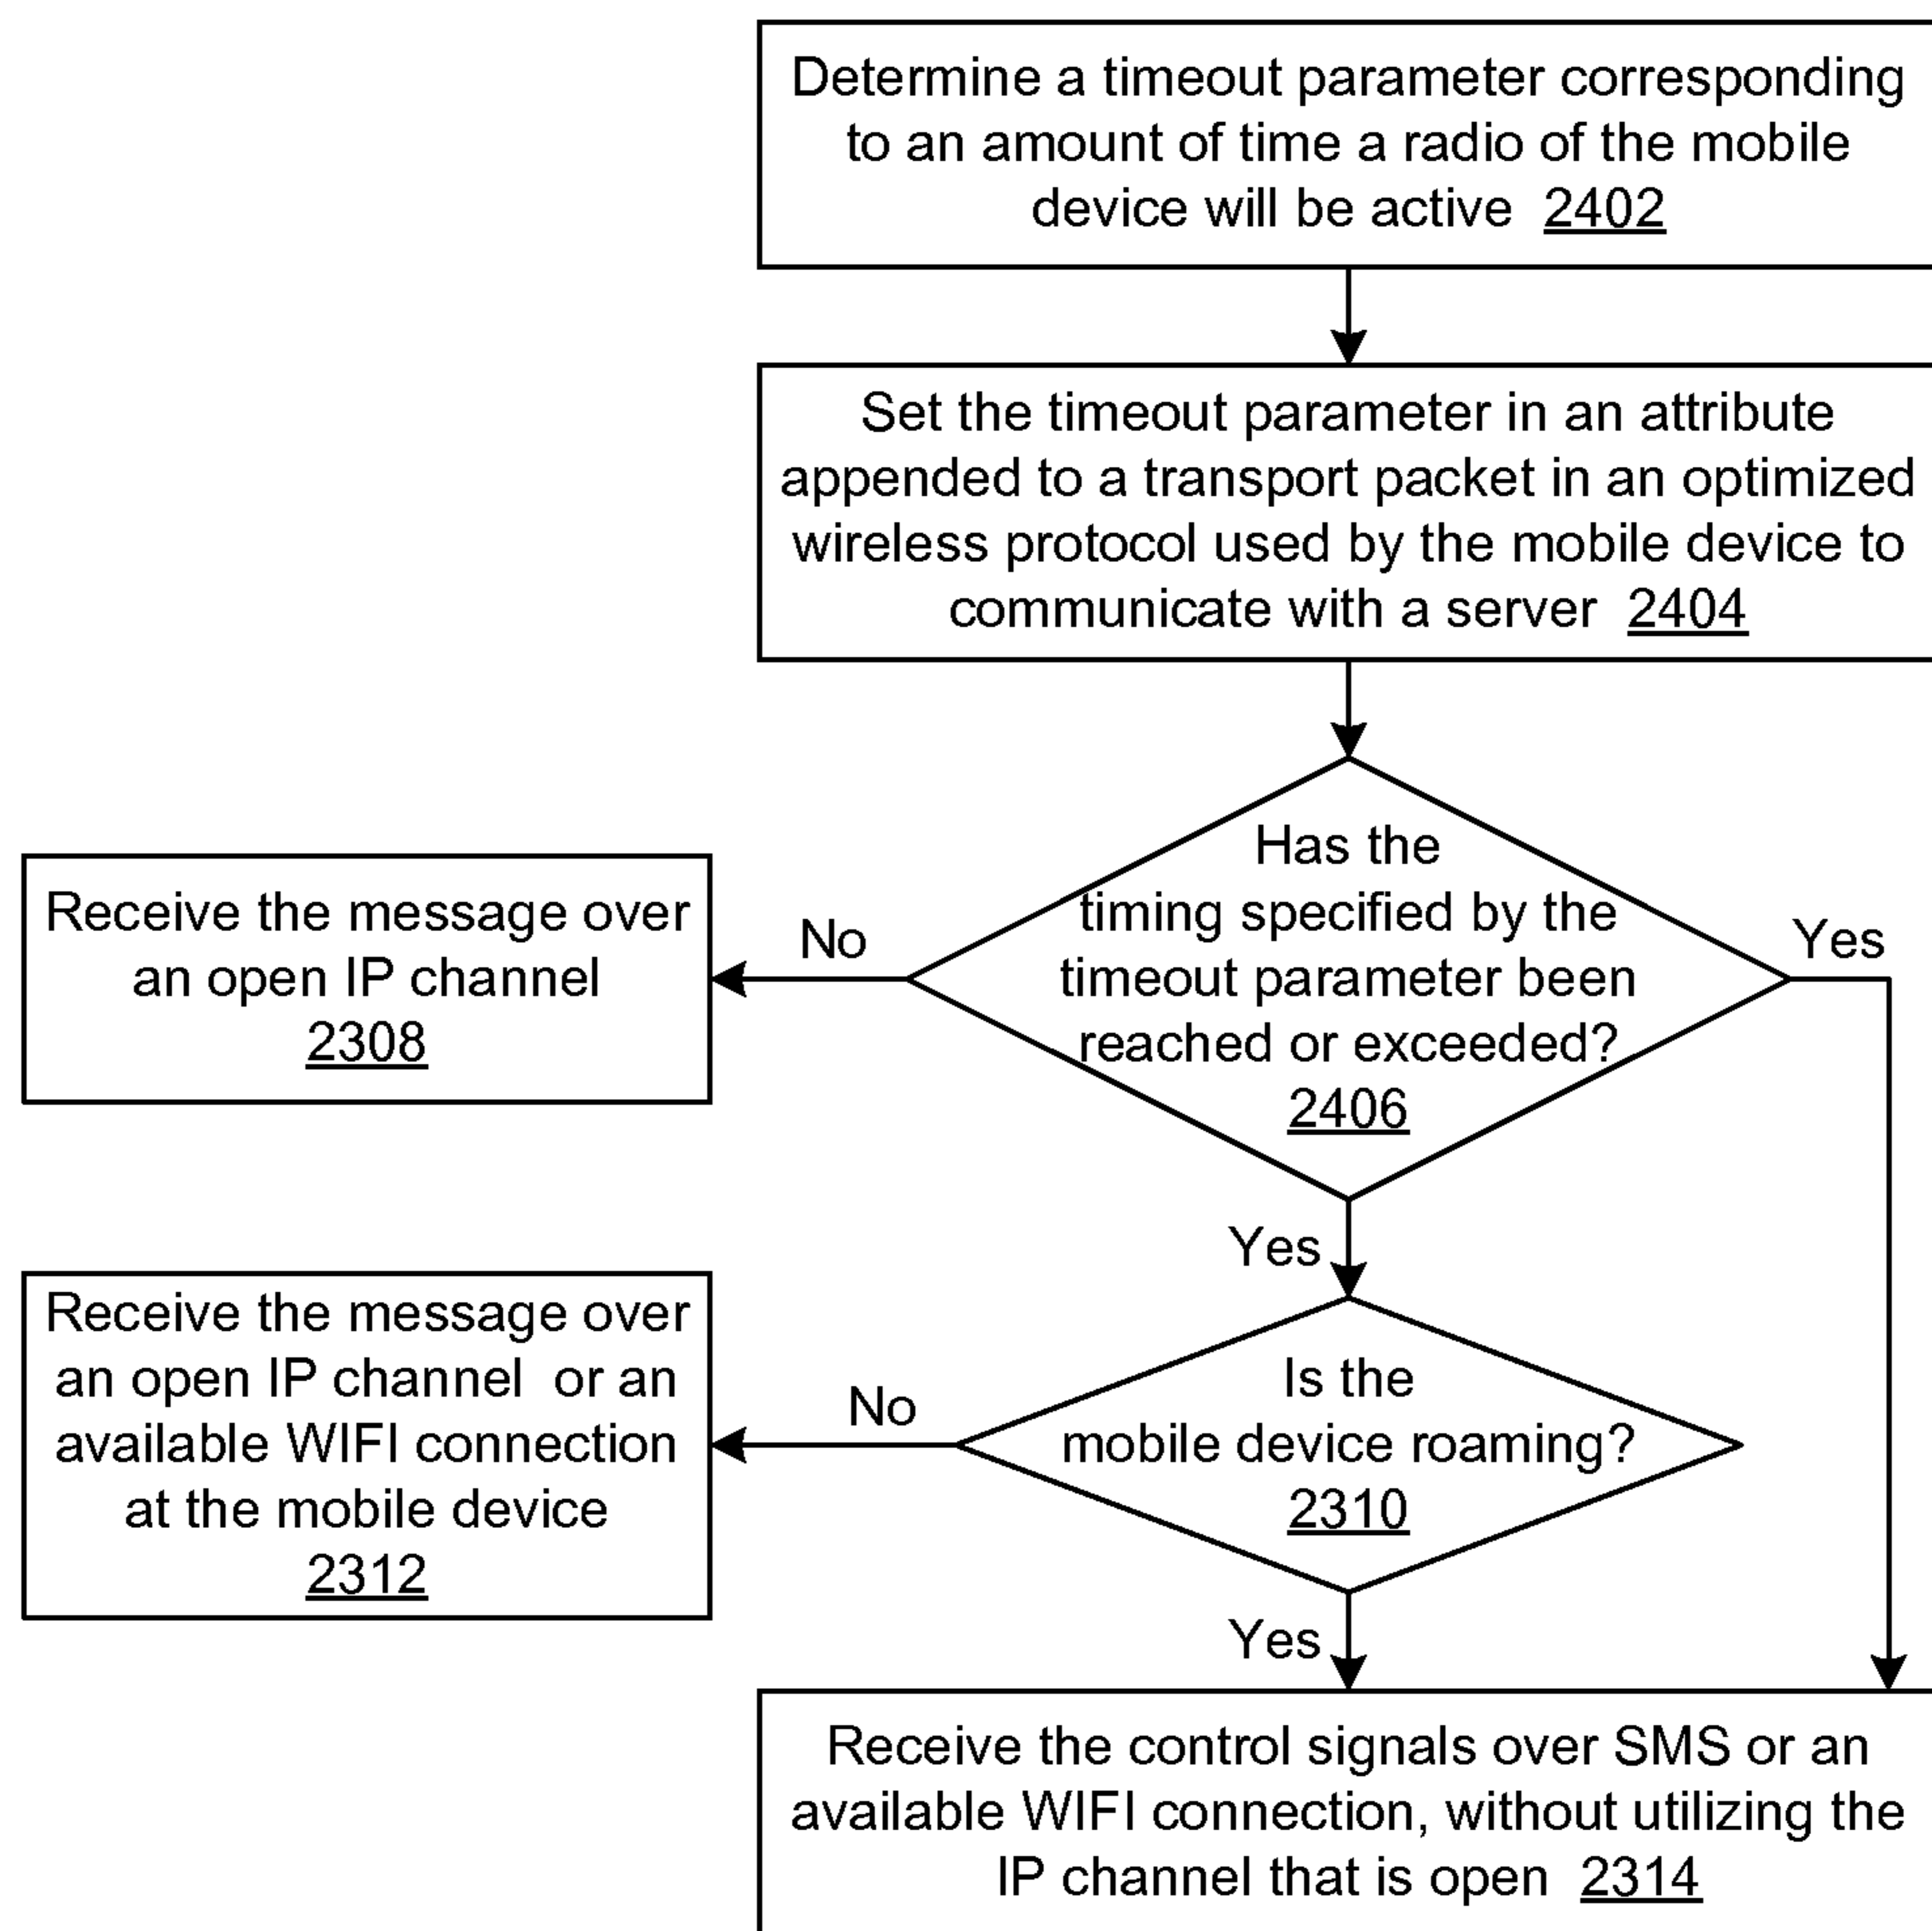 Determine a timeout parameter corresponding
to an amount of time a radio of the mobile
device will be active 2402
Set the timeout parameter in an attribute
appended to a transport packet in an optimized
wireless protocol used by the mobile device to
communicate with a server 2404
Has the
timing specified by the
timeout parameter been
reached or exceeded?
2406
No
Yes
Receive the message over
an open IP channel
2308
Yes
Is the
mobile device roaming?
2310
No
Receive the message over
an open IP channel or an
available WIFI connection
at the mobile device
2312
Yes
Receive the control signals over SMS or an
available WIFI connection, without utilizing the
IP channel that is open 2314